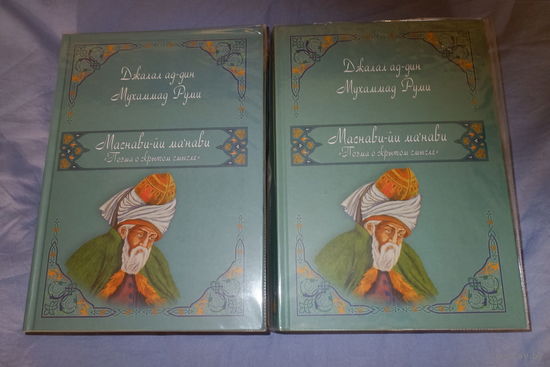 Джалал ад-дин
Мухаммад Руми
Маснави-йи ма'нави
«Поэма о скрытом смысле»
Джалал ад-дин
Мухаммад Руми
Маснави-йи ма'нави
«Поэма о скрытом смысле»